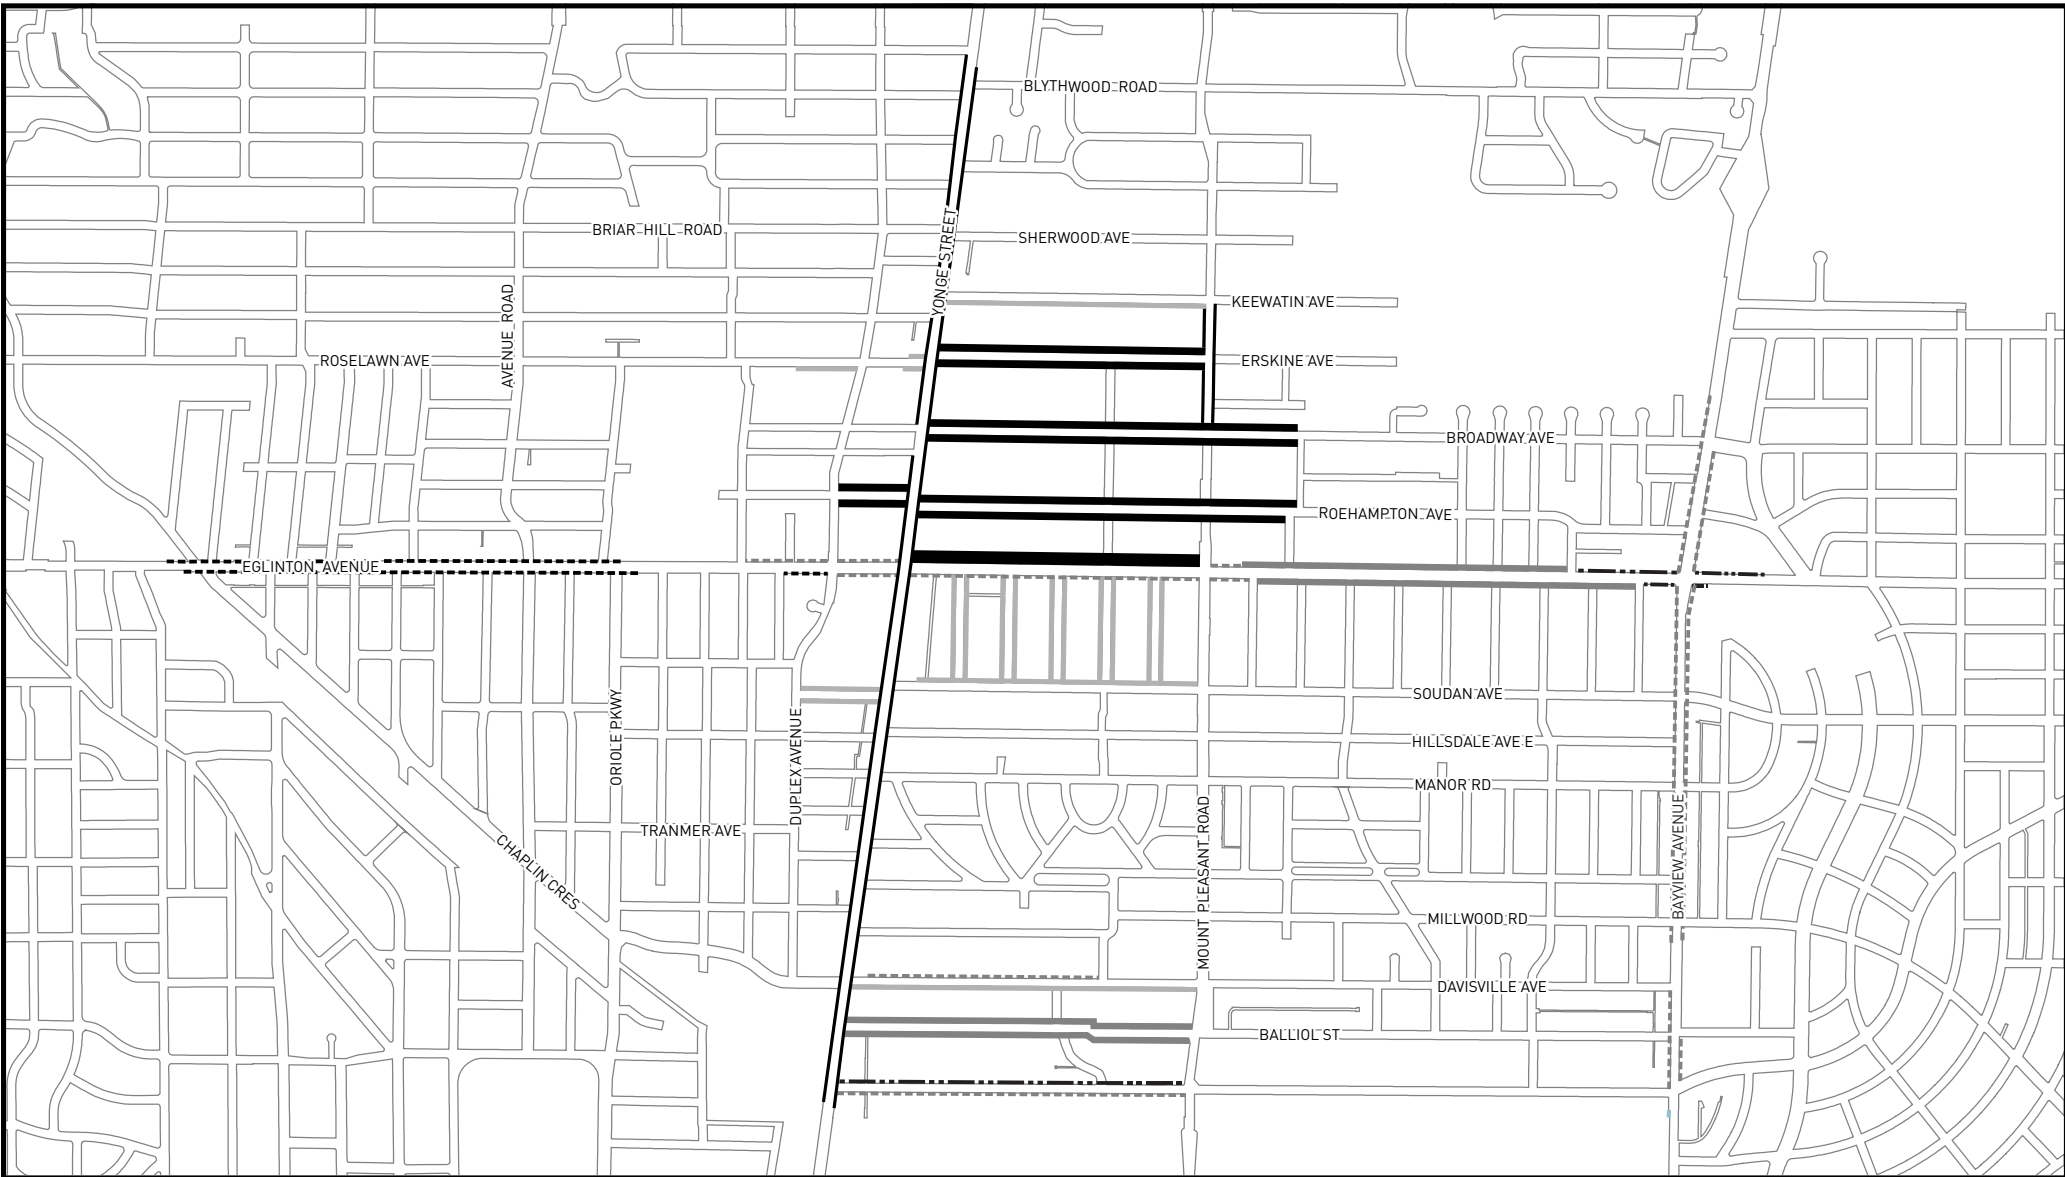 BLYTHWOOD ROAD
BRIAR HILL ROAD
YONGE STREET
SHERWOOD AVE
AVENUE ROAD
KEEWATIN AVE
ROSELAWN AVE
ERSKINE AVE
BROADWAY AVE
ROEHAMPTON AVE
EGLINTON AVENUE
ORIOLE PKWY
DUPLEX AVENUE
SOUDAN AVE
HILLSDALE AVE E
MANOR RD
TRANMER AVE
CHAPLIN CRES
MOUNT PLEASANT ROAD
BAYVIEW AVENUE
MILLWOOD RD
DAVISVILLE AVE
BALLIOL ST